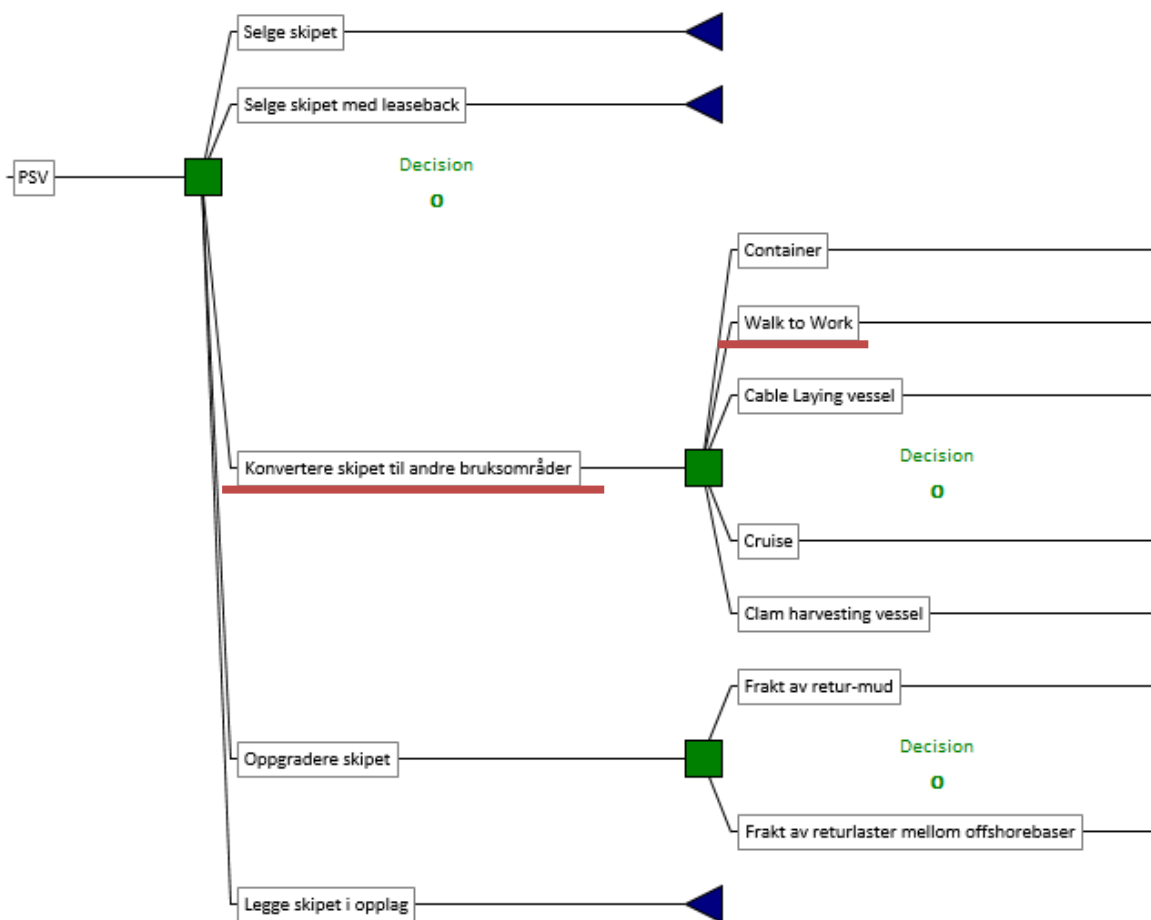 Selge skipet
Selge skipet med leaseback
Decision
0
PSV
Container
Walk to Work
Cable Laying vessel
Decision
0
Konvertere skipet til andre bruksområder
Cruise
Clam harvesting vessel
Frakt av retur-mud
Decision
0
Oppgradere skipet
Frakt av returlaster mellom offshorebaser
Legge skipet i opplag